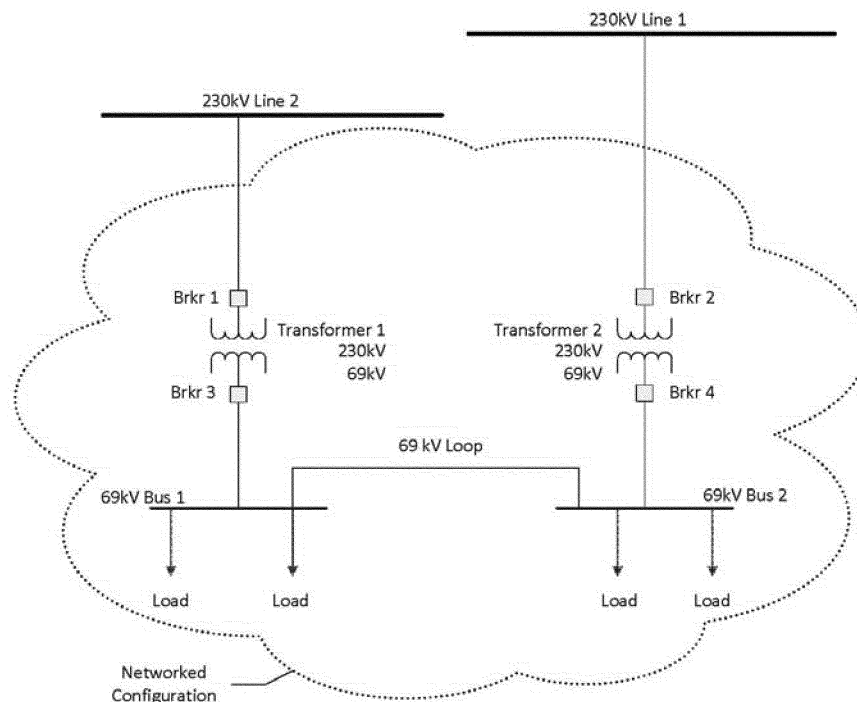 230kV Line 1
230kV Line 2
Brkr 1
Transformer 1
230kV
69kV
Brkr 3
Transformer 2
230kV
69kV
Brkr 2
Brkr 4
69 kV Loop
69kV Bus 1
69kV Bus 2
Load
Load
Load
Load
Networked
Configuration